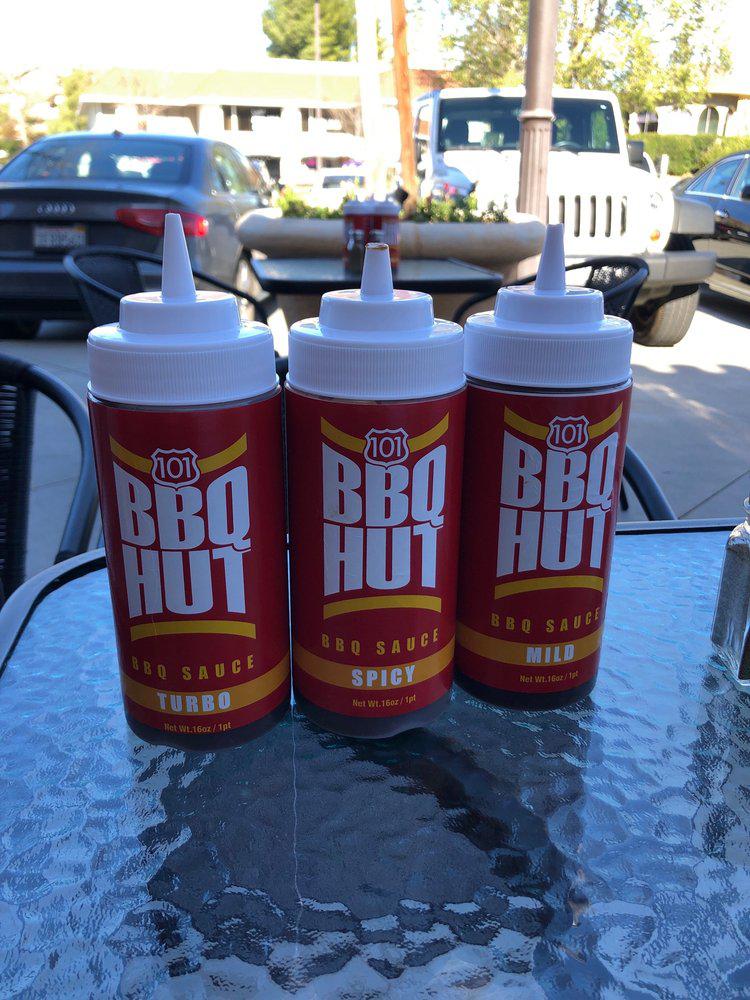 101
BBQ
HUT
BBQ SAUCE
TURBO
Net Wt.16oz / 1pt
101
BBQ
HUT
BBQ SAUCE
SPICY
Net Wt.16oz / 1pt
101
BBQ
HUT
BBQ SAUCE
MILD
Net Wt.16oz / 1pt